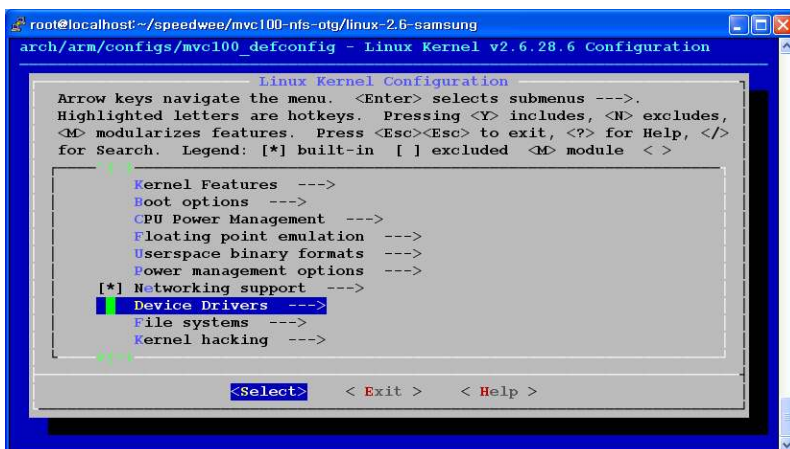 root@localhost:~/speedwee/mvc100-nfs-otg/linux-2.6-samsung
arch/arm/configs/mvc100_defconfig - Linux Kernel v2.6.28.6 Configuration
Linux Kernel Configuration
Arrow keys navigate the menu. <Enter> selects submenus --->.
Highlighted letters are hotkeys. Pressing <Y> includes, <N> excludes,
<M> modularizes features. Press <Esc><Esc> to exit, <?> for Help, </>
for Search. Legend: [*] built-in [ ] excluded <M> module < >
Kernel Features --->
Boot options --->
CPU Power Management --->
Floating point emulation --->
Userspace binary formats --->
Power management options --->
[*] Networking support --->
Device Drivers --->
File systems --->
Kernel hacking --->
<Select> < Exit > < Help >